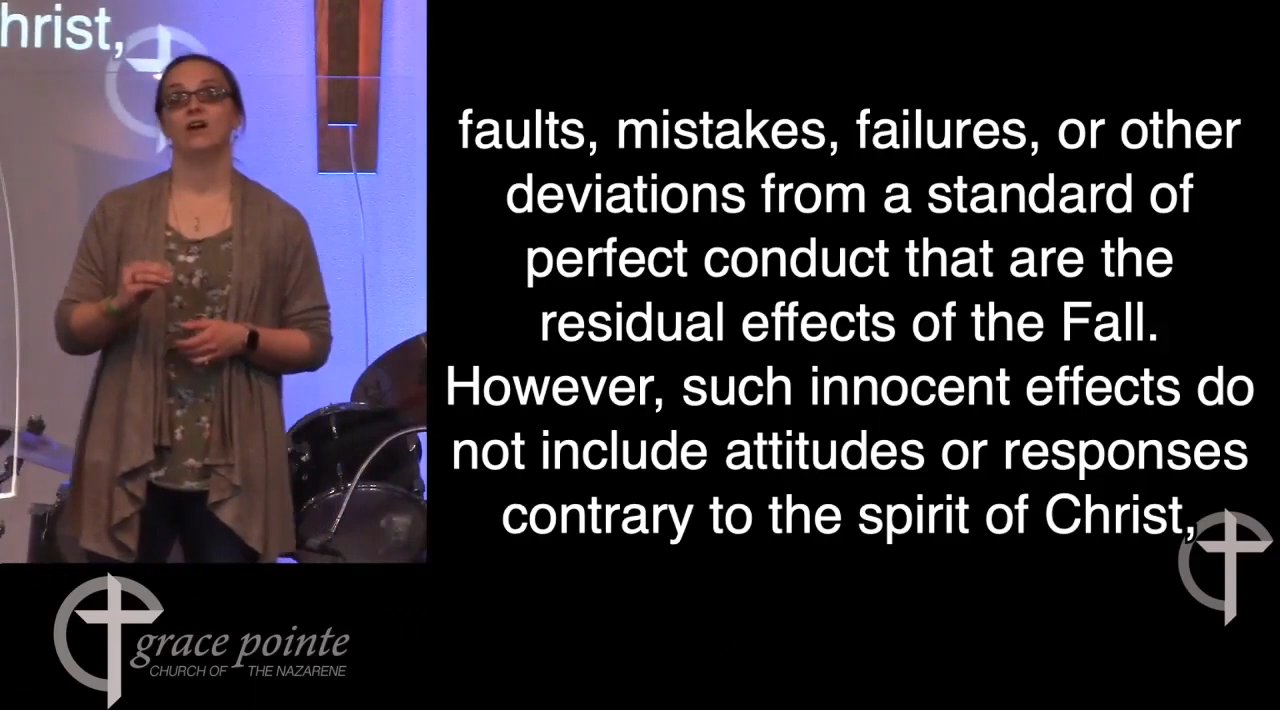 hrist,
faults, mistakes, failures, or other
deviations from a standard of
perfect conduct that are the
residual effects of the Fall.
However, such innocent effects do
not include attitudes or responses
contrary to the spirit of Christ,
grace pointe
CHURCH OF THE NAZARENE